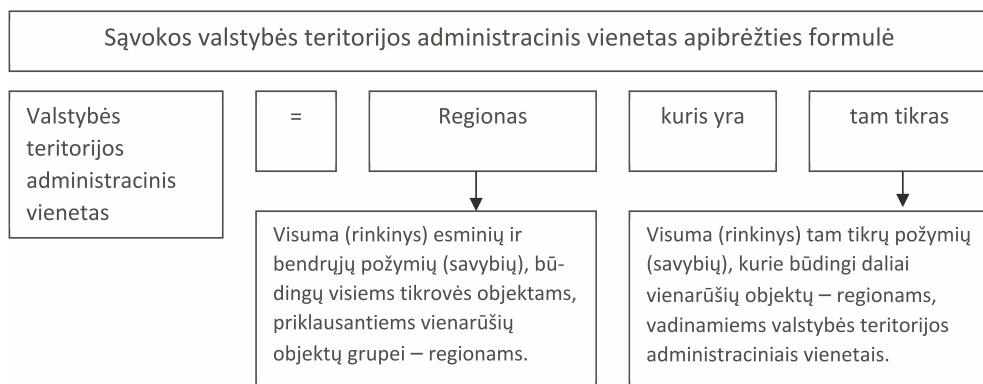 Sąvokos valstybės teritorijos administracinis vienetas apibrėžties formulė
Valstybės
teritorijos
administracinis
vienetas
=
Regionas
kuris yra
tam tikras
Visuma (rinkinys) esminių ir
bendrųjų požymių (savybių), bū-
dingų visiems tikrovės objektams,
priklausantiems vienarūšių
objektų grupei – regionams.
Visuma (rinkinys) tam tikrų požymių
(savybių), kurie būdingi daliai
vienarūšių objektų – regionams,
vadinamiems valstybės teritorijos
administraciniais vienetais.